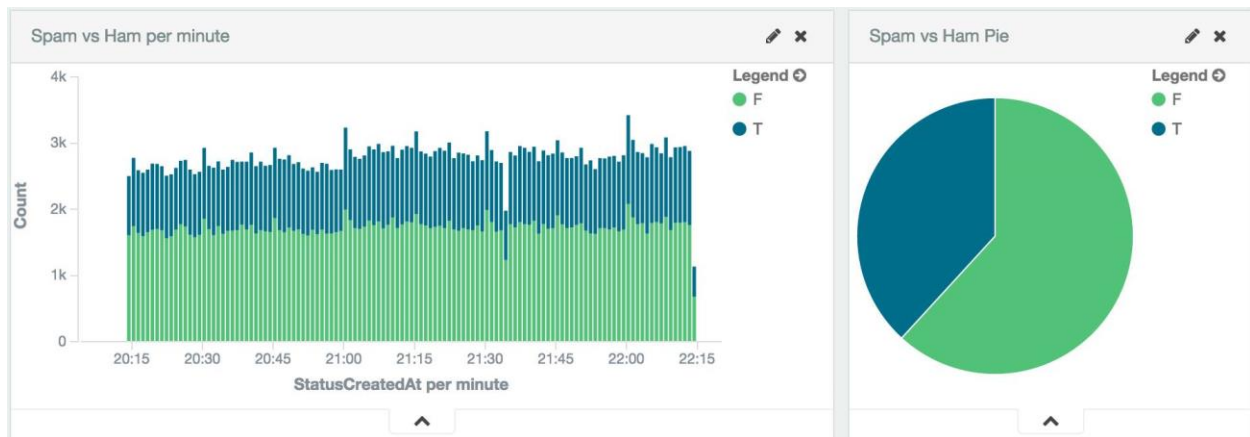 Spam vs Ham per minute
Legend
F
T
4k
3k
2k
1k
0
Count
20:15 20:30 20:45 21:00 21:15 21:30 21:45 22:00 22:15
StatusCreatedAt per minute
Spam vs Ham Pie
Legend
F
T